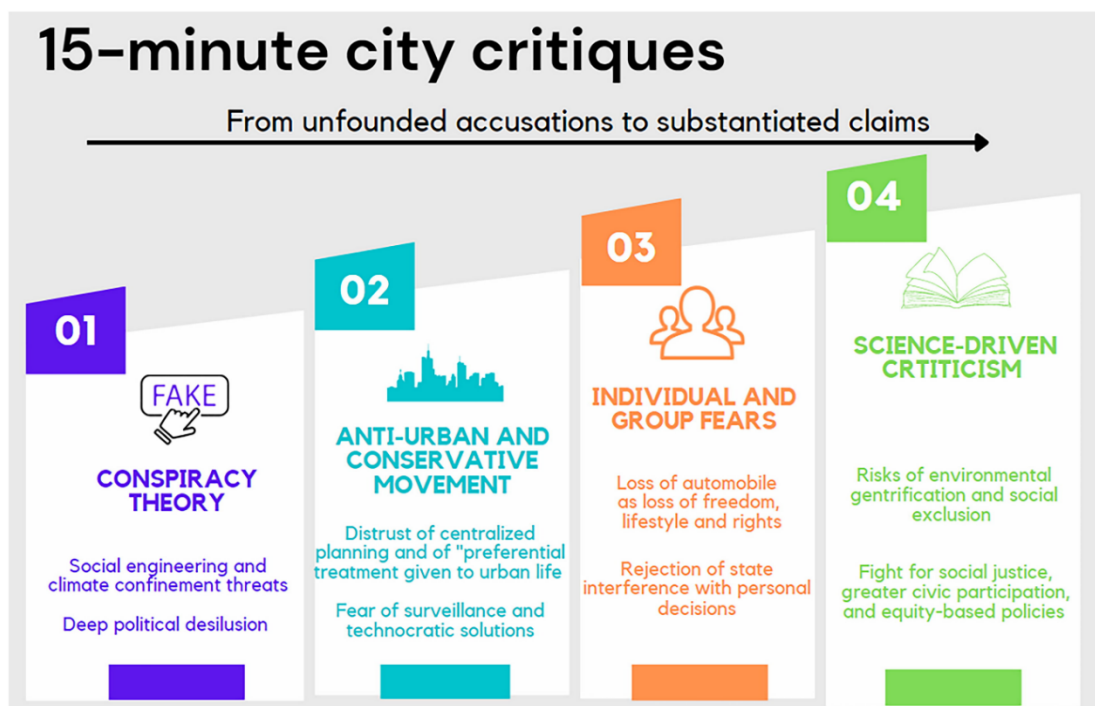 15-minute city critiques
From unfounded accusations to substantiated claims
01
FAKE
CONSPIRACY
THEORY
Social engineering and
climate confinement threats
Deep political desilusion
02
ANTI-URBAN AND
CONSERVATIVE
MOVEMENT
Distrust of centralized
planning and of "preferential
treatment given to urban life
Fear of surveillance and
technocratic solutions
03
INDIVIDUAL AND
GROUP FEARS
Loss of automobile
as loss of freedom,
lifestyle and rights
Rejection of state
interference with personal
decisions
04
SCIENCE-DRIVEN
CRTITICISM
Risks of environmental
gentrification and social
exclusion
Fight for social justice,
greater civic participation,
and equity-based policies